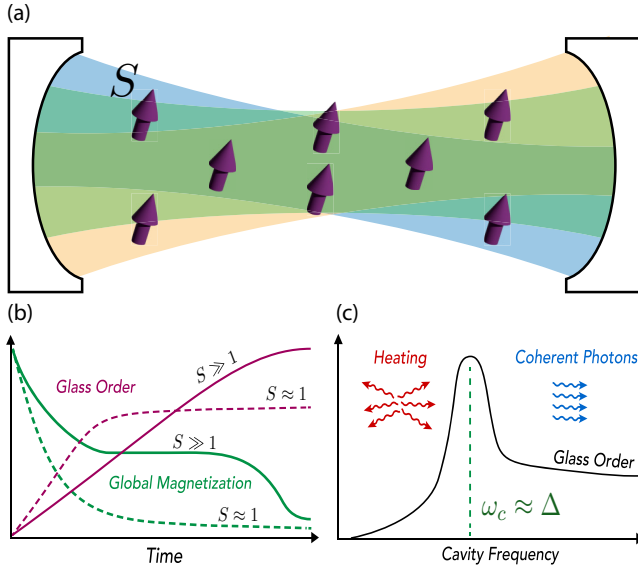 (a)
S
(b)
Glass Order
S ≫ 1
S ≈ 1
S ≫ 1
Global Magnetization
S ≈ 1
Time
(c)
Heating
Coherent Photons
Glass Order
ω_c ≈ Δ
Cavity Frequency